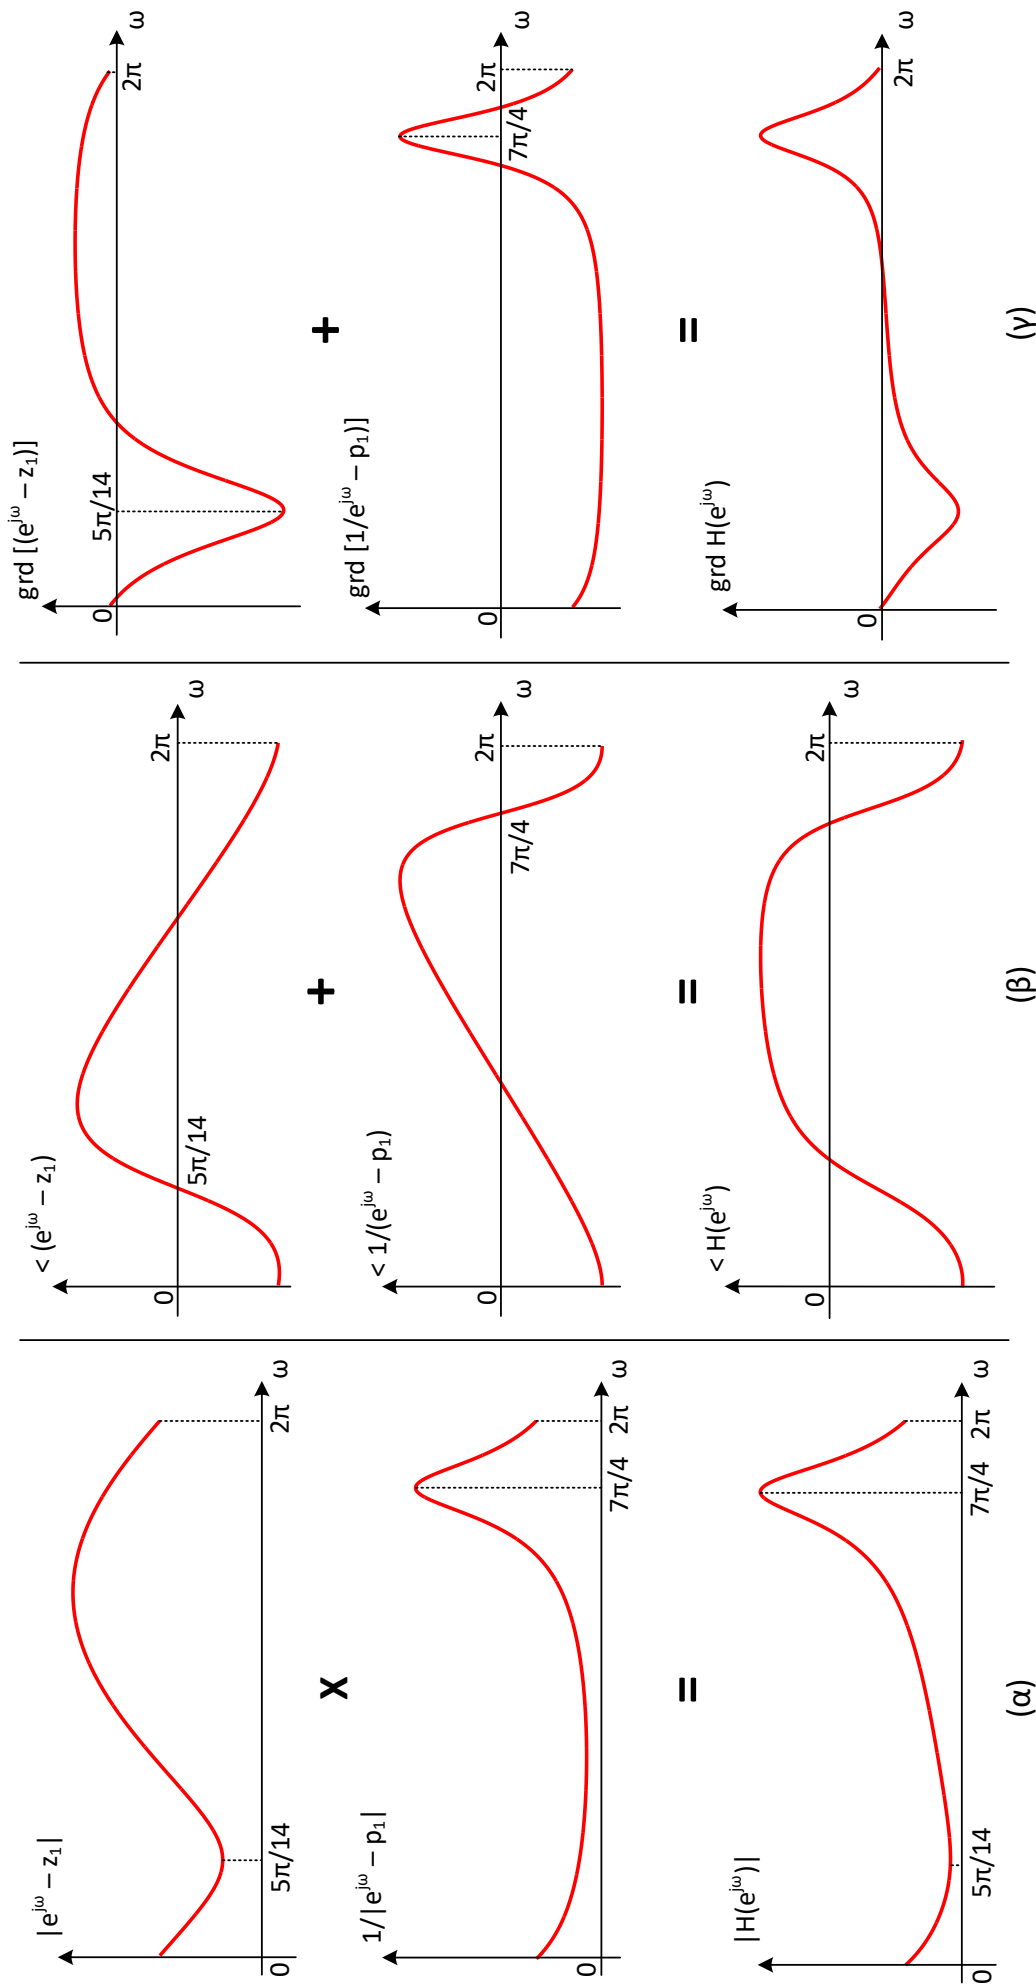 |e^jω – z₁|
ω
0
5π/14
2π
x
1/|e^jω – p₁|
ω
0
7π/4
2π
=
|H(e^jω)|
ω
0
5π/14
7π/4
2π
(α)
< (e^jω – z₁)
ω
0
5π/14
2π
+
< 1/(e^jω – p₁)
ω
0
7π/4
2π
=
< H(e^jω)
ω
0
2π
(β)
grd [(e^jω – z₁)]
ω
0
5π/14
2π
+
grd [1/e^jω – p₁)]
ω
0
7π/4
2π
=
grd H(e^jω)
ω
0
2π
(γ)